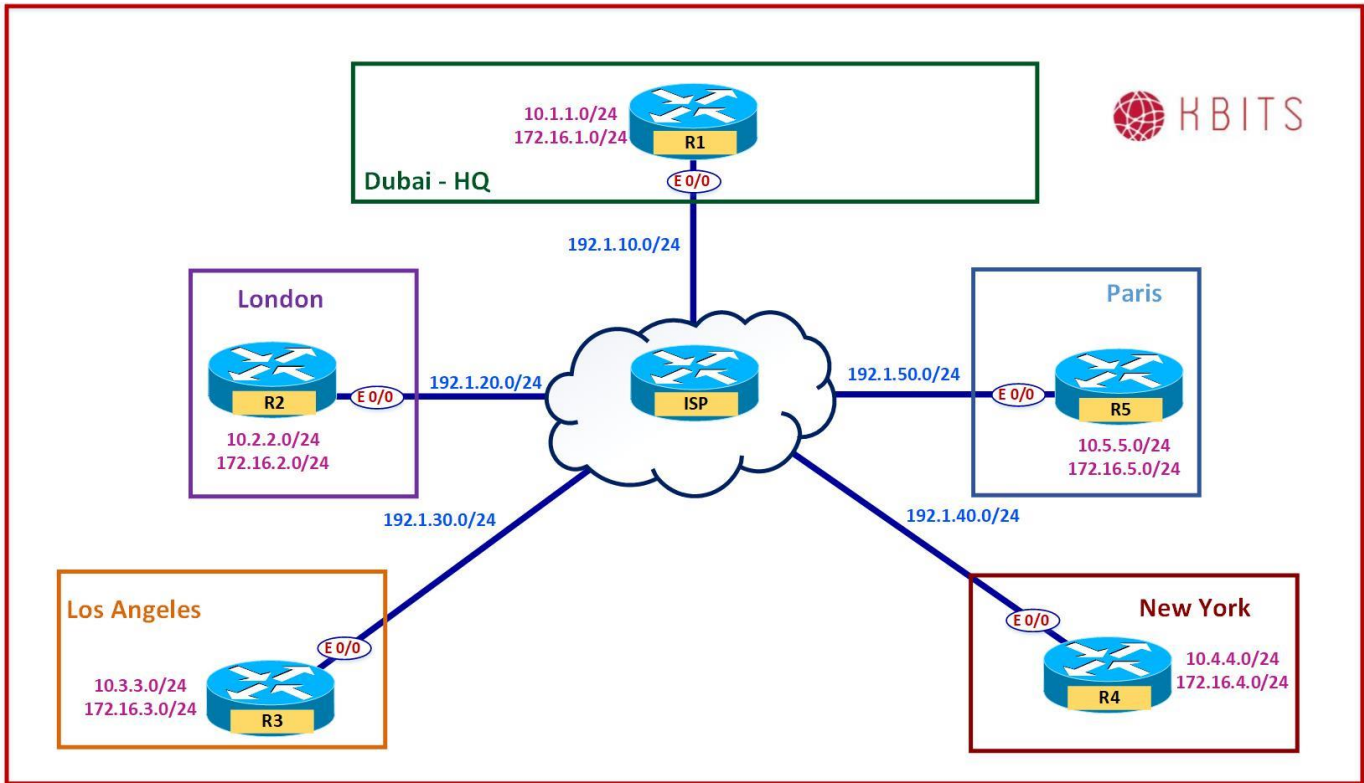 10.1.1.0/24
172.16.1.0/24
R1
E 0/0
Dubai - HQ
KBITS
192.1.10.0/24
London
R2
E 0/0
10.2.2.0/24
172.16.2.0/24
192.1.20.0/24
ISP
192.1.50.0/24
Paris
E 0/0
R5
10.5.5.0/24
172.16.5.0/24
192.1.30.0/24
192.1.40.0/24
Los Angeles
E 0/0
10.3.3.0/24
172.16.3.0/24
R3
New York
E 0/0
10.4.4.0/24
172.16.4.0/24
R4